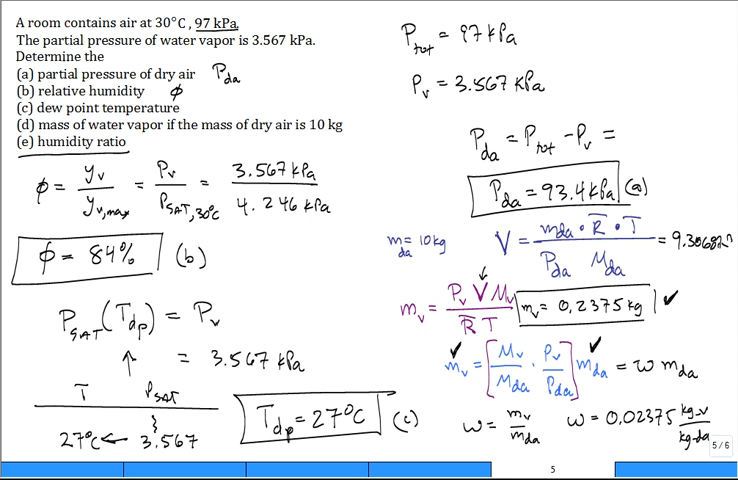 A room contains air at 30°C, 97 kPa.
The partial pressure of water vapor is 3.567 kPa.
Determine the
(a) partial pressure of dry air P_da
(b) relative humidity ϕ
(c) dew point temperature
(d) mass of water vapor if the mass of dry air is 10 kg
(e) humidity ratio
ϕ = y_v / y_v,max = P_v / P_SAT,30°C = 3.567 kPa / 4.246 kPa
ϕ = 84% (b)
P_SAT (T_dp) = P_v
↑ = 3.567 kPa
T P_SAT
27°C ← 3.567
T_dp = 27°C (c)
P_tot = 97 kPa
P_v = 3.567 kPa
P_da = P_tot − P_v =
P_da = 93.4 kPa (a)
m_da = 10 kg V = m_da · R̄ · T / P_da M_da = 9.3068
m_v = P_v V M_v / R̄ T m_v = 0.2375 kg ✓
m_v = [M_v / M_da · P_v / P_da] m_da = ω m_da
ω = m_v / m_da ω = 0.02375 kg-v / kg-da
5/6
5